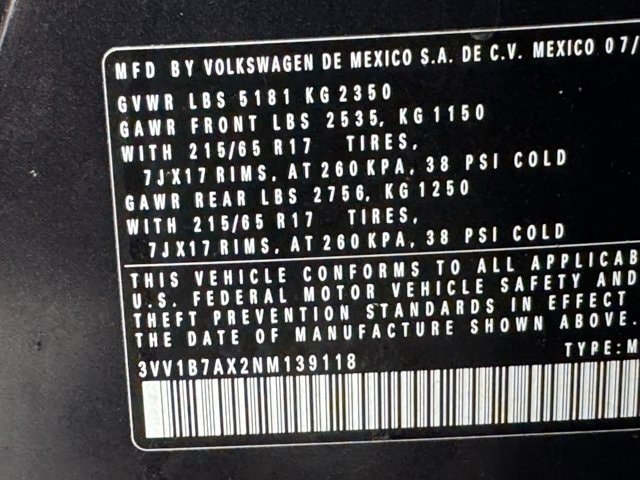 MFD BY VOLKSWAGEN DE MEXICO S.A. DE C.V. MEXICO 07/
GVWR LBS 5181 KG 2350
GAWR FRONT LBS 2535, KG 1150
WITH 215/65 R17 TIRES,
7JX17 RIMS, AT 260 KPA, 38 PSI COLD
GAWR REAR LBS 2756, KG 1250
WITH 215/65 R17 TIRES,
7JX17 RIMS, AT 260 KPA, 38 PSI COLD
THIS VEHICLE CONFORMS TO ALL APPLICAB
U.S. FEDERAL MOTOR VEHICLE SAFETY AND
THEFT PREVENTION STANDARDS IN EFFECT
THE DATE OF MANUFACTURE SHOWN ABOVE.
3VV1B7AX2NM139118 TYPE:M